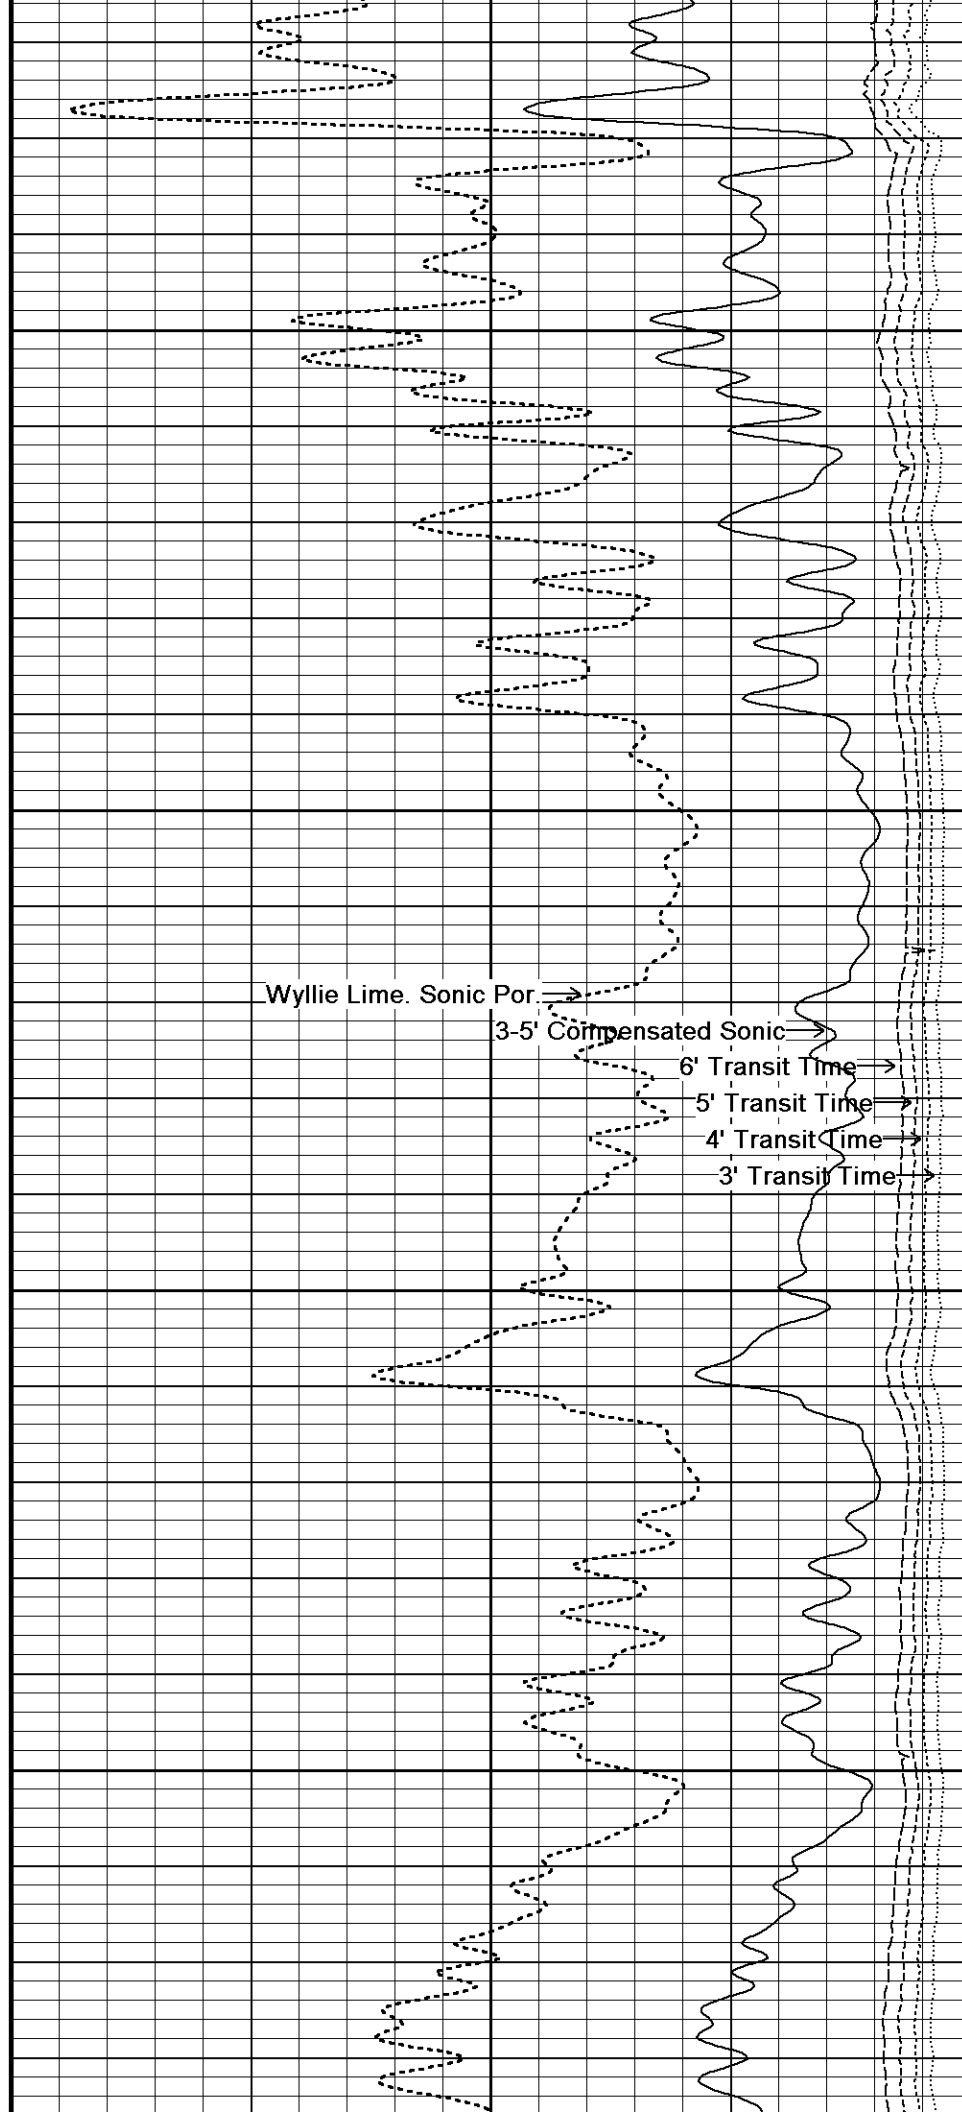 Wyllie Lime. Sonic Por.
3-5' Compensated Sonic
6' Transit Time
5' Transit Time
4' Transit Time
3' Transit Time